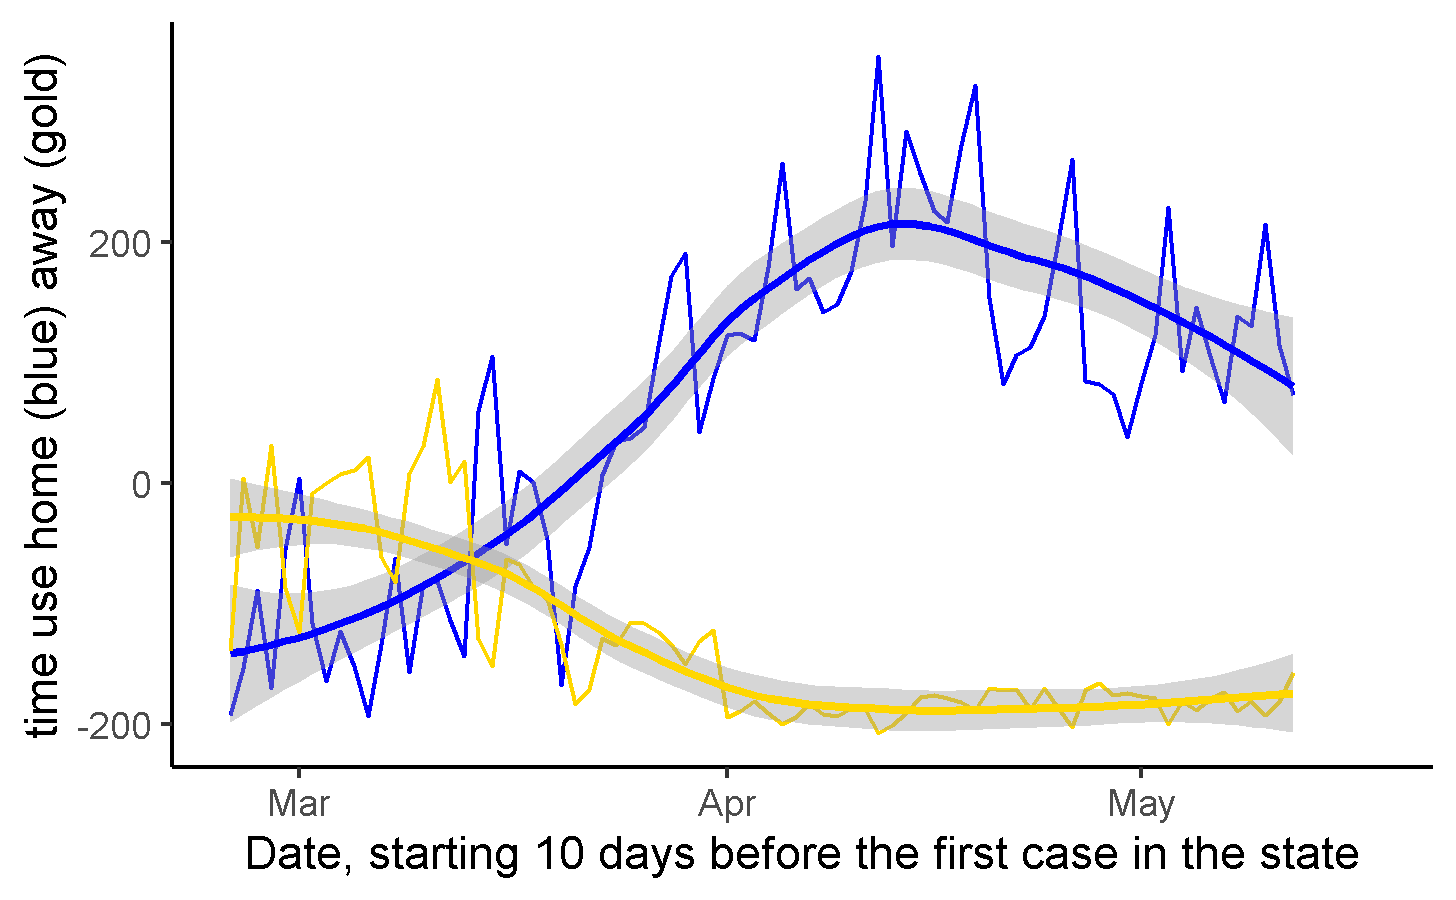 time use home (blue) away (gold)
200
0
-200
Mar
Apr
May
Date, starting 10 days before the first case in the state